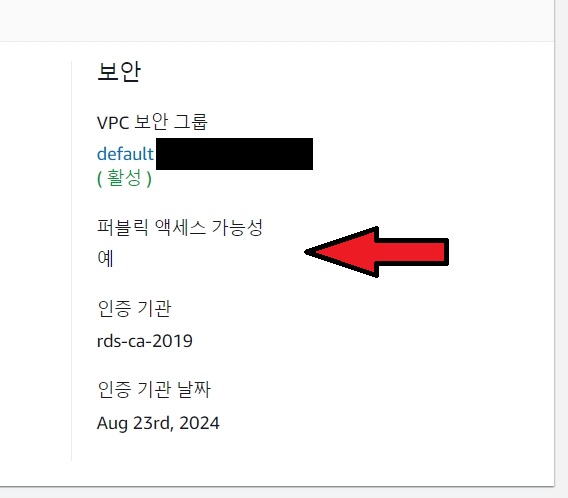 보안
VPC 보안 그룹
default
( 활성 )
퍼블릭 액세스 가능성
예
인증 기관
rds-ca-2019
인증 기관 날짜
Aug 23rd, 2024